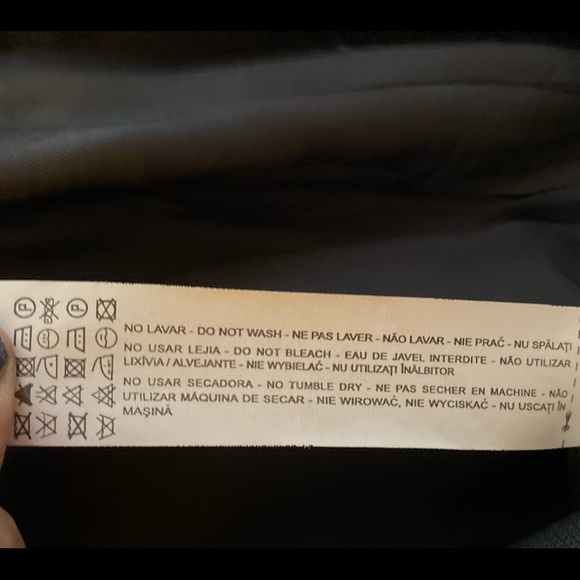 NO LAVAR - DO NOT WASH - NE PAS LAVER - NÃO LAVAR - NIE PRAĆ - NU SPĂLAȚI
NO USAR LEJIA - DO NOT BLEACH - EAU DE JAVEL INTERDITE - NÃO UTILIZAR
LIXÍVIA / ALVEJANTE - NIE WYBIELAĆ - NU UTILIZAȚI ÎNĂLBITOR
NO USAR SECADORA - NO TUMBLE DRY - NE PAS SECHER EN MACHINE - NÃO
UTILIZAR MÁQUINA DE SECAR - NIE WIROWAĆ, NIE WYCISKAĆ - NU USCAȚI ÎN
MAȘINĂ
P
P